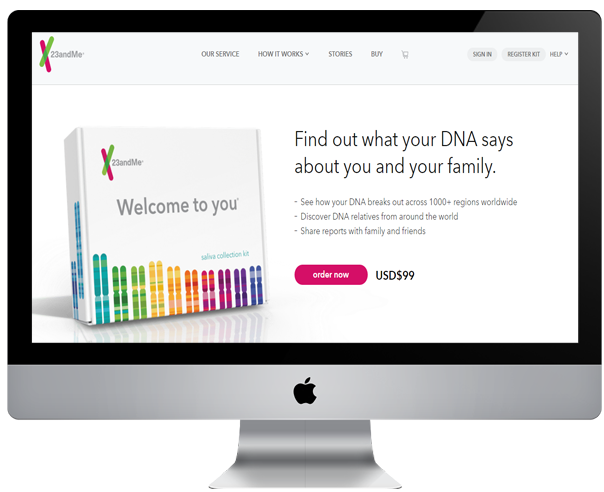 23andMe
OUR SERVICE
HOW IT WORKS
STORIES
BUY
SIGN IN
REGISTER KIT
HELP
23andMe
Welcome to you
saliva collection kit
Find out what your DNA says
about you and your family.
- See how your DNA breaks out across 1000+ regions worldwide
- Discover DNA relatives from around the world
- Share reports with family and friends
order now
USD$99